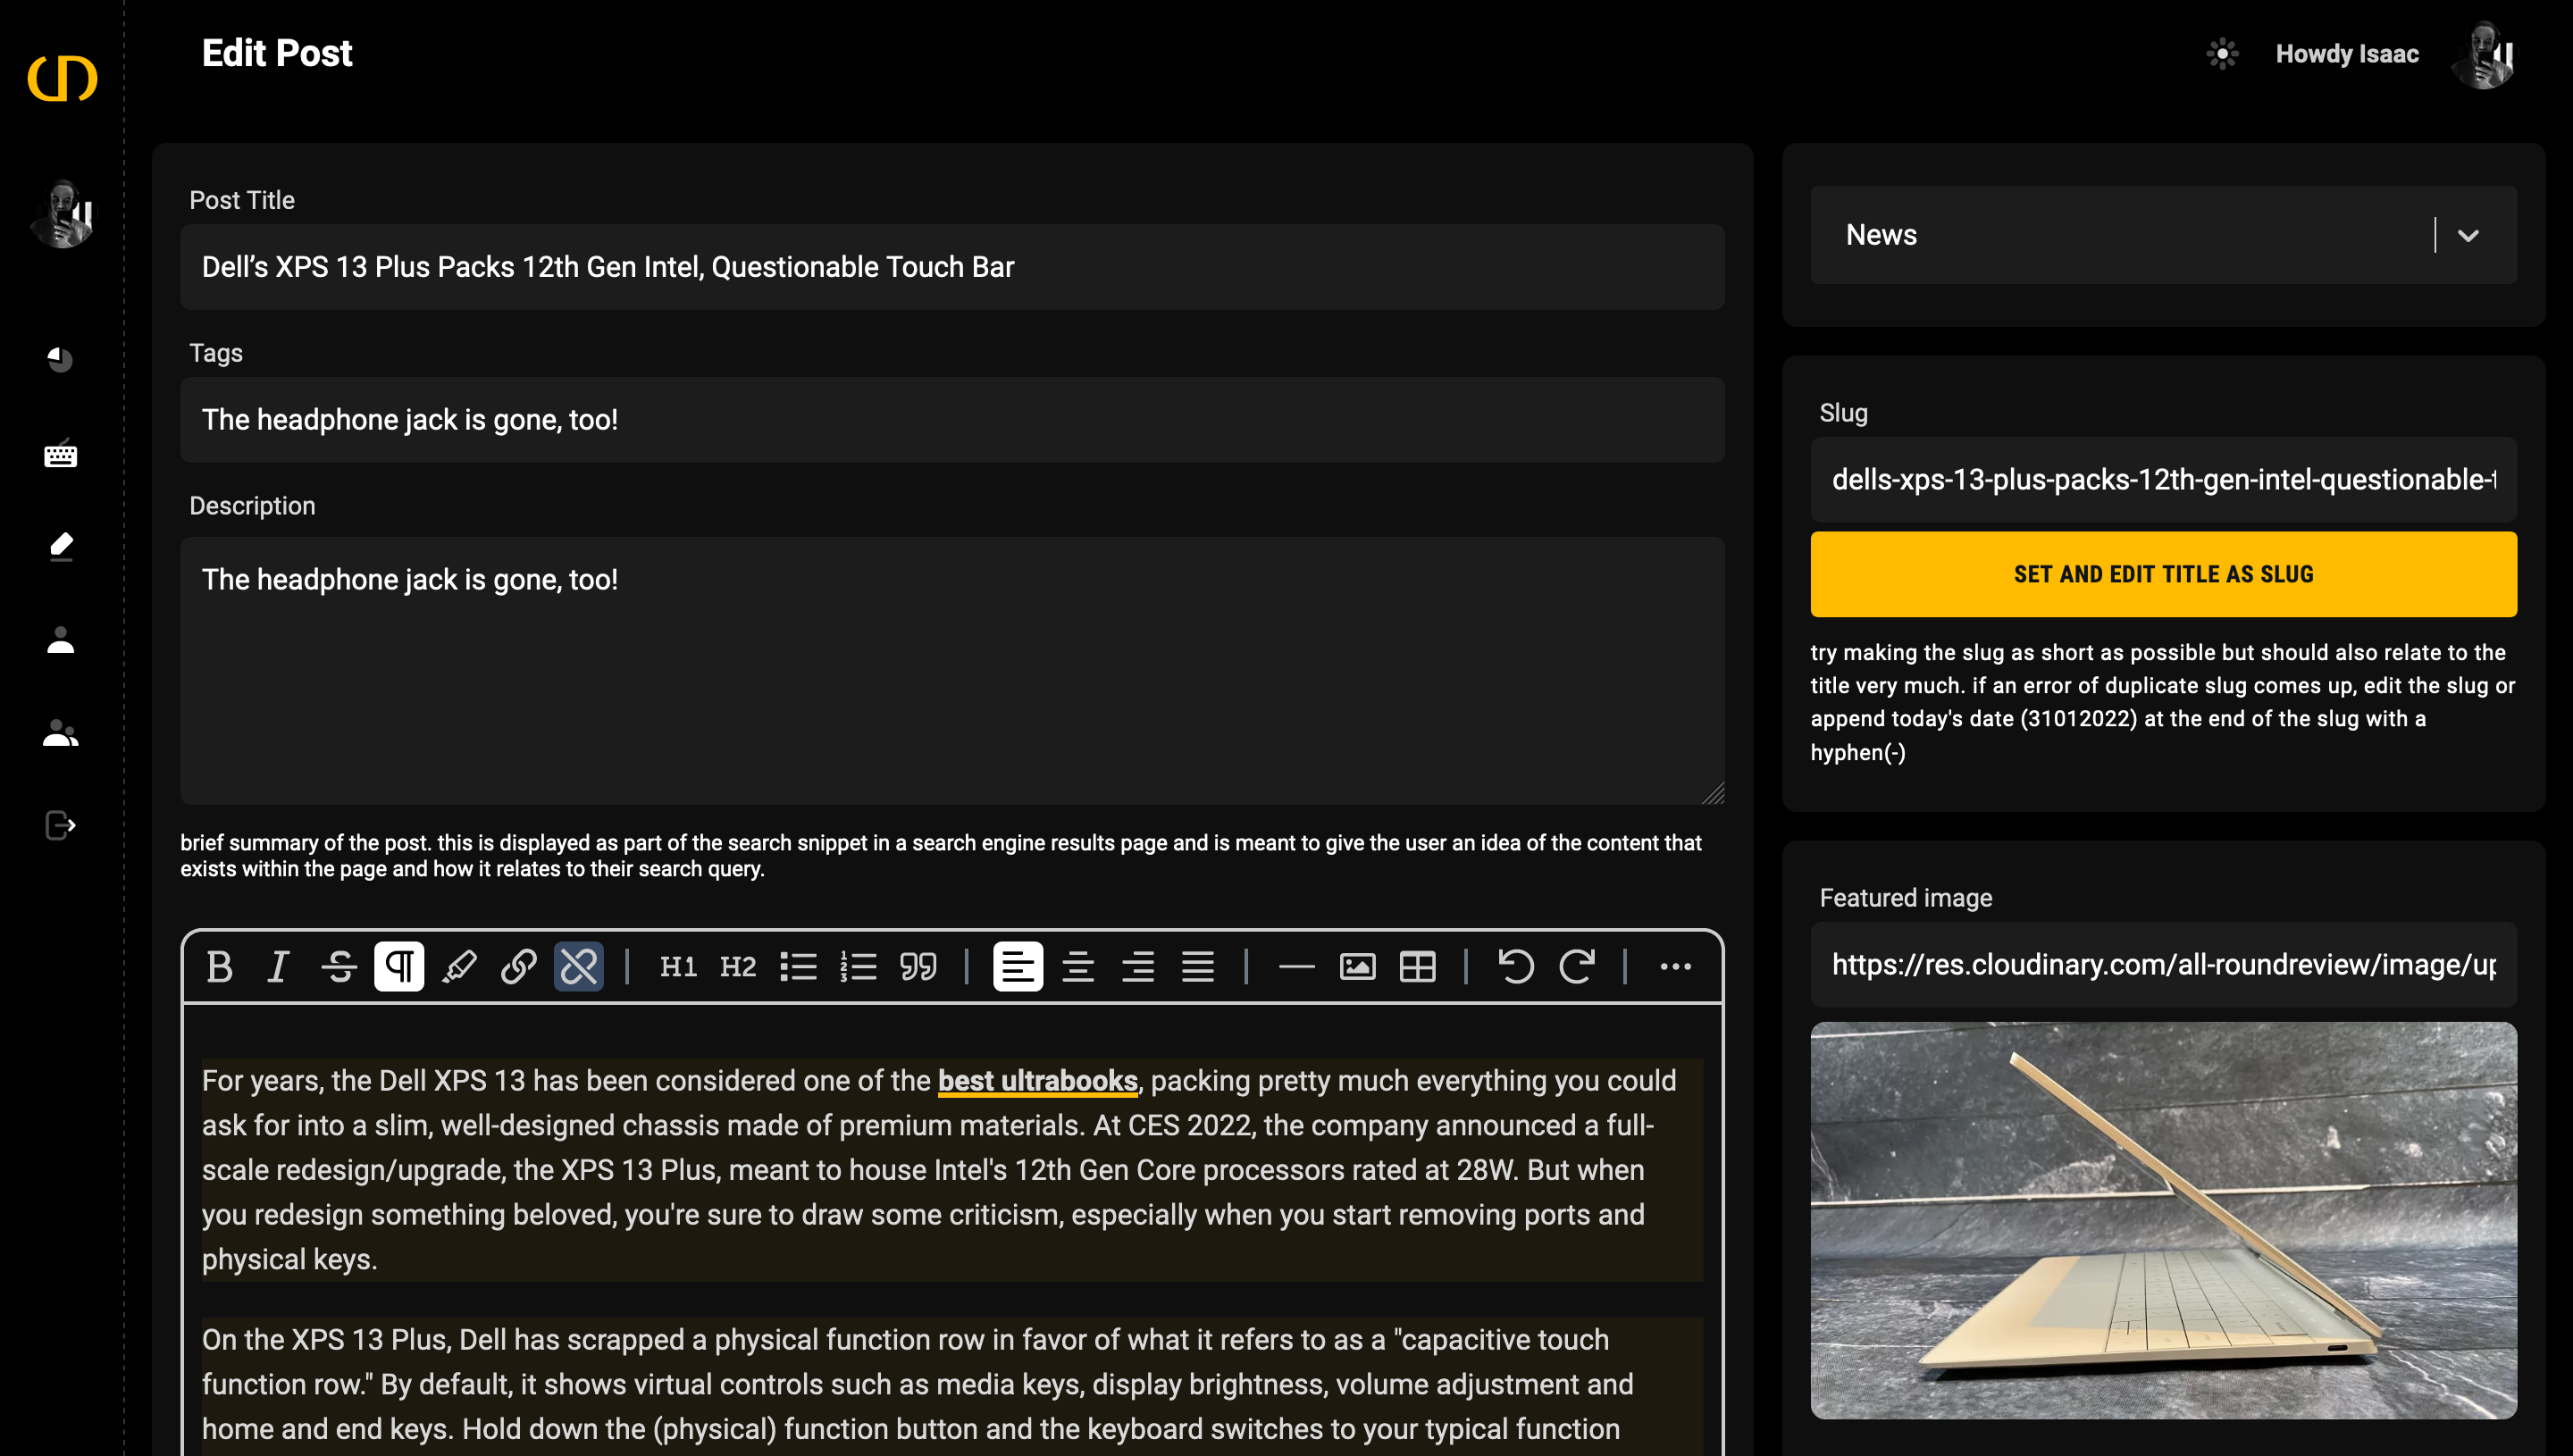 Edit Post
Howdy Isaac
Post Title
Dell’s XPS 13 Plus Packs 12th Gen Intel, Questionable Touch Bar
Tags
The headphone jack is gone, too!
Description
The headphone jack is gone, too!
brief summary of the post. this is displayed as part of the search snippet in a search engine results page and is meant to give the user an idea of the content that
exists within the page and how it relates to their search query.
B I S H1 H2
For years, the Dell XPS 13 has been considered one of the best ultrabooks, packing pretty much everything you could
ask for into a slim, well-designed chassis made of premium materials. At CES 2022, the company announced a full-
scale redesign/upgrade, the XPS 13 Plus, meant to house Intel's 12th Gen Core processors rated at 28W. But when
you redesign something beloved, you're sure to draw some criticism, especially when you start removing ports and
physical keys.
On the XPS 13 Plus, Dell has scrapped a physical function row in favor of what it refers to as a "capacitive touch
function row." By default, it shows virtual controls such as media keys, display brightness, volume adjustment and
home and end keys. Hold down the (physical) function button and the keyboard switches to your typical function
News
Slug
dells-xps-13-plus-packs-12th-gen-intel-questionable-t
SET AND EDIT TITLE AS SLUG
try making the slug as short as possible but should also relate to the
title very much. if an error of duplicate slug comes up, edit the slug or
append today's date (31012022) at the end of the slug with a
hyphen(-)
Featured image
https://res.cloudinary.com/all-roundreview/image/up